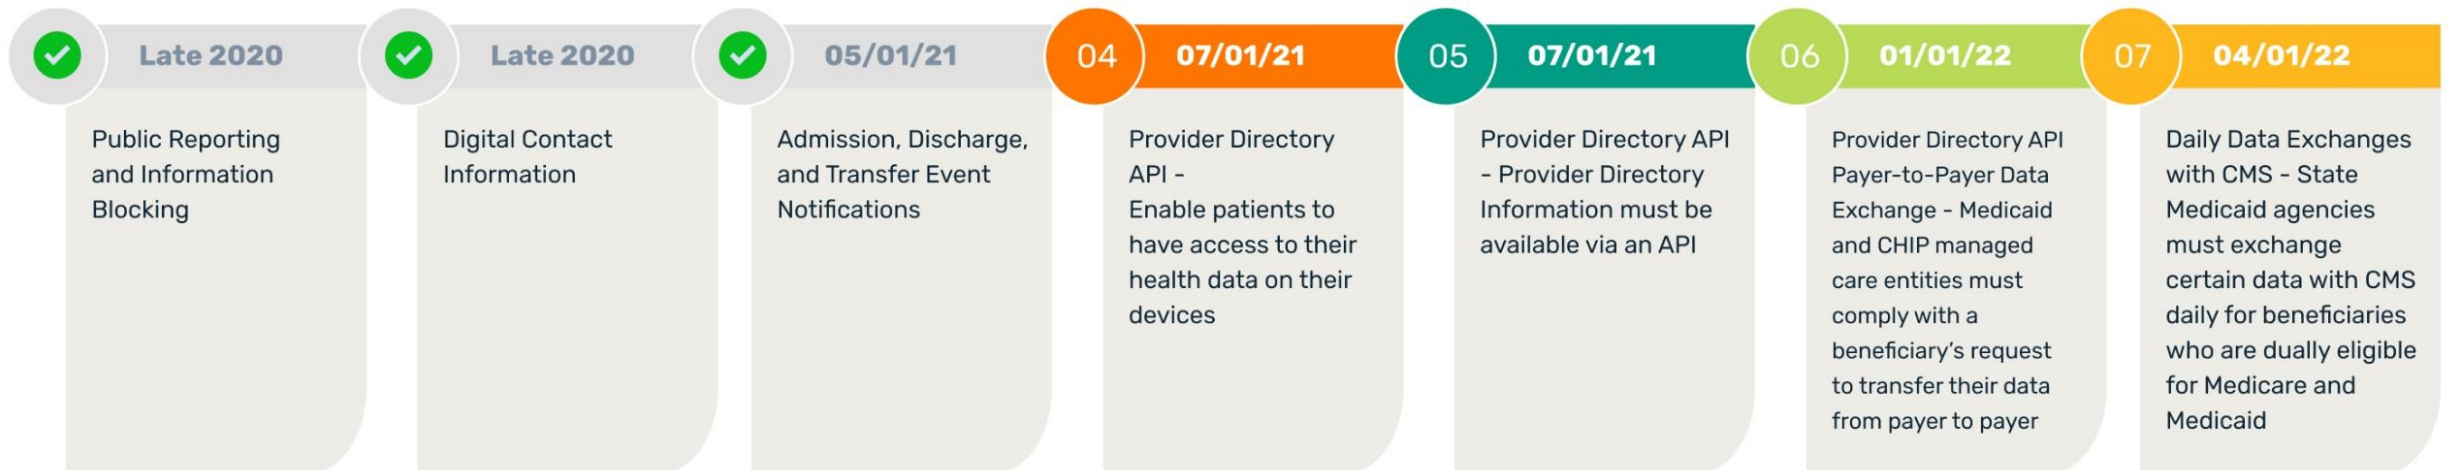 Late 2020
Public Reporting
and Information
Blocking
Late 2020
Digital Contact
Information
05/01/21
Admission, Discharge,
and Transfer Event
Notifications
04
07/01/21
Provider Directory
API -
Enable patients to
have access to their
health data on their
devices
05
07/01/21
Provider Directory API
- Provider Directory
Information must be
available via an API
06
01/01/22
Provider Directory API
Payer-to-Payer Data
Exchange - Medicaid
and CHIP managed
care entities must
comply with a
beneficiary’s request
to transfer their data
from payer to payer
07
04/01/22
Daily Data Exchanges
with CMS - State
Medicaid agencies
must exchange
certain data with CMS
daily for beneficiaries
who are dually eligible
for Medicare and
Medicaid